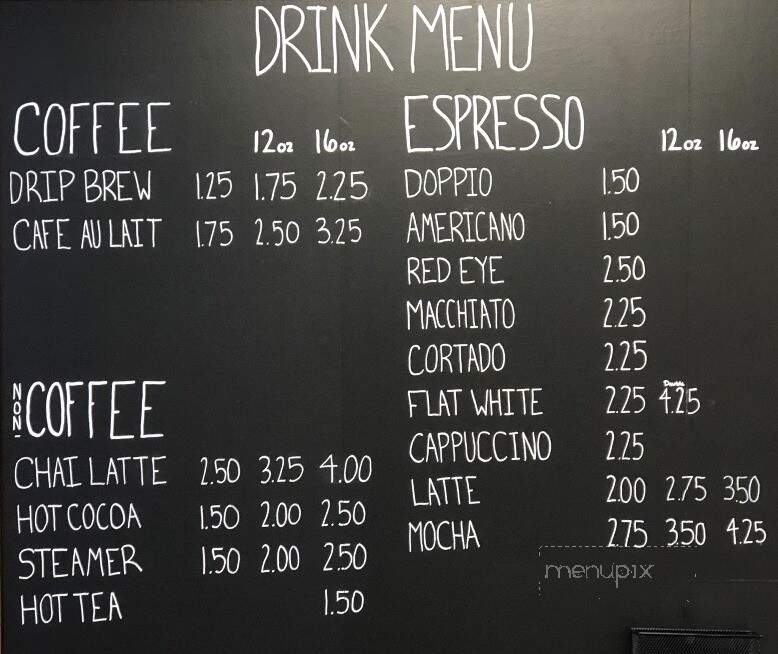 DRINK MENU
COFFEE 12oz 16oz
DRIP BREW 1.25 1.75 2.25
CAFE AU LAIT 1.75 2.50 3.25
NON-COFFEE
CHAI LATTE 2.50 3.25 4.00
HOT COCOA 1.50 2.00 2.50
STEAMER 1.50 2.00 2.50
HOT TEA 1.50
ESPRESSO 12oz 16oz
DOPPIO 1.50
AMERICANO 1.50
RED EYE 2.50
MACCHIATO 2.25
CORTADO 2.25
Double
FLAT WHITE 2.25 4.25
CAPPUCCINO 2.25
LATTE 2.00 2.75 3.50
MOCHA 2.75 3.50 4.25
menupix